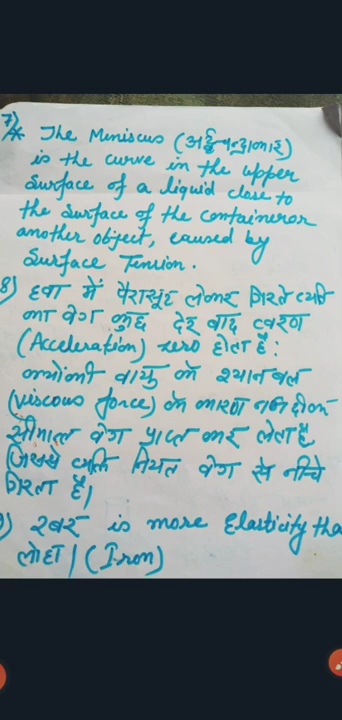 7)
* The Meniscus (अर्द्धचन्द्राकार)
is the curve in the upper
surface of a liquid close to
the surface of the container or
another object, caused by
Surface Tension.
8) हवा में पैरासूट लेकर गिरते व्यक्ति
का वेग कुछ देर बाद त्वरण
(Acceleration) zero होता है:
क्योंकी वायु के श्यान बल
(viscous force) के कारण
सीमान्त वेग प्राप्त कर लेता है
जिससे व्यक्ति नियत वेग से नीचे
गिरता है।
) रबर is more Elasticity tha
लोहा। (Iron)